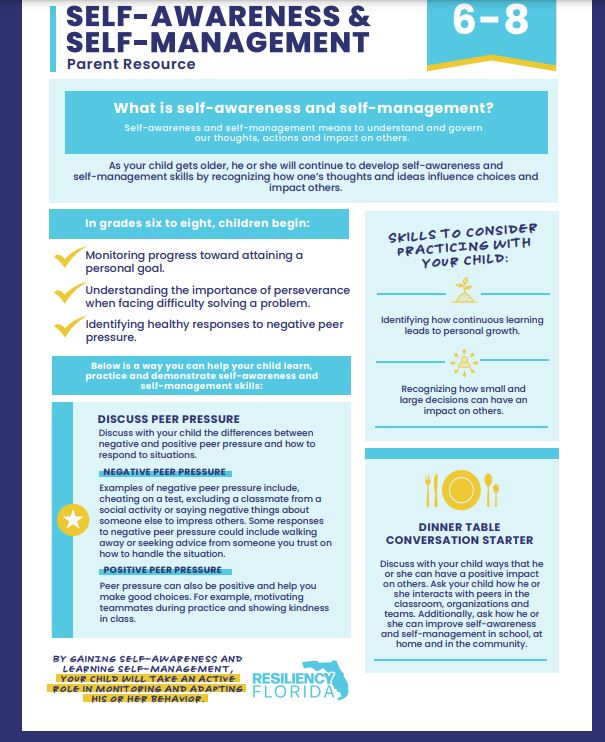 SELF-AWARENESS &
SELF-MANAGEMENT
Parent Resource
6-8
What is self-awareness and self-management?
Self-awareness and self-management means to understand and govern
our thoughts, actions and impact on others.
As your child gets older, he or she will continue to develop self-awareness and
self-management skills by recognizing how one's thoughts and ideas influence choices and
impact others.
In grades six to eight, children begin:
Monitoring progress toward attaining a
personal goal.
Understanding the importance of perseverance
when facing difficulty solving a problem.
Identifying healthy responses to negative peer
pressure.
Below is a way you can help your child learn,
practice and demonstrate self-awareness and
self-management skills:
DISCUSS PEER PRESSURE
Discuss with your child the differences between
negative and positive peer pressure and how to
respond to situations.
NEGATIVE PEER PRESSURE
Examples of negative peer pressure include,
cheating on a test, excluding a classmate from a
social activity or saying negative things about
someone else to impress others. Some responses
to negative peer pressure could include walking
away or seeking advice from someone you trust on
how to handle the situation.
POSITIVE PEER PRESSURE
Peer pressure can also be positive and help you
make good choices. For example, motivating
teammates during practice and showing kindness
in class.
SKILLS TO CONSIDER
PRACTICING WITH
YOUR CHILD:
Identifying how continuous learning
leads to personal growth.
Recognizing how small and
large decisions can have an
impact on others.
DINNER TABLE
CONVERSATION STARTER
Discuss with your child ways that he
or she can have a positive impact
on others. Ask your child how he or
she interacts with peers in the
classroom, organizations and
teams. Additionally, ask how he or
she can improve self-awareness
and self-management in school, at
home and in the community.
BY GAINING SELF-AWARENESS AND
LEARNING SELF-MANAGEMENT,
YOUR CHILD WILL TAKE AN ACTIVE
ROLE IN MONITORING AND ADAPTING
HIS OR HER BEHAVIOR.
RESILIENCY
FLORIDA